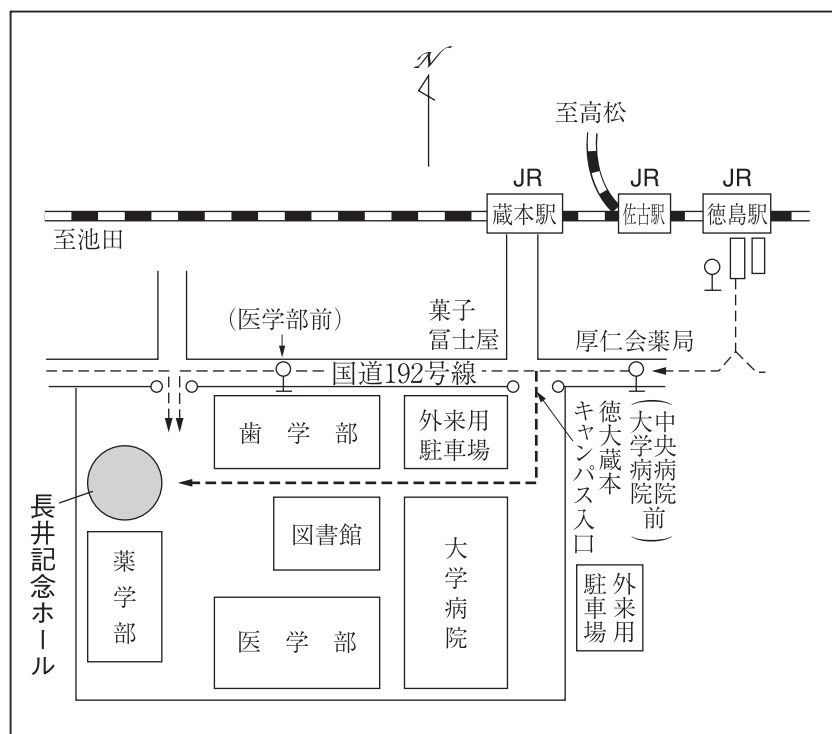 N
至高松
JR
JR
JR
蔵本駅
佐古駅
徳島駅
至池田
(医学部前)
菓子
冨士屋
厚仁会薬局
国道192号線
歯学部
外来用
駐車場
徳大蔵本
キャンパス入口
(中央病院
大学病院前)
長井記念ホール
図書館
大学病院
薬学部
医学部
外来用
駐車場